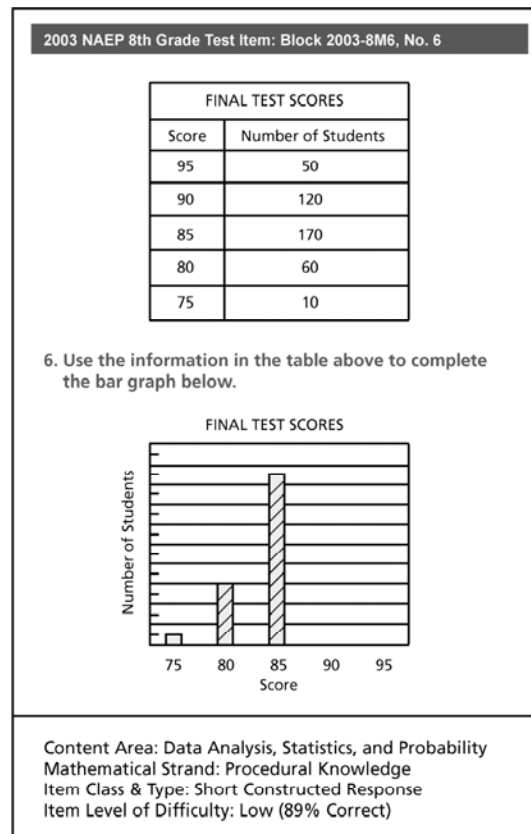 2003 NAEP 8th Grade Test Item: Block 2003-8M6, No. 6
FINAL TEST SCORES
Score Number of Students
95 50
90 120
85 170
80 60
75 10
6. Use the information in the table above to complete
the bar graph below.
FINAL TEST SCORES
Number of Students
75 80 85 90 95
Score
Content Area: Data Analysis, Statistics, and Probability
Mathematical Strand: Procedural Knowledge
Item Class & Type: Short Constructed Response
Item Level of Difficulty: Low (89% Correct)